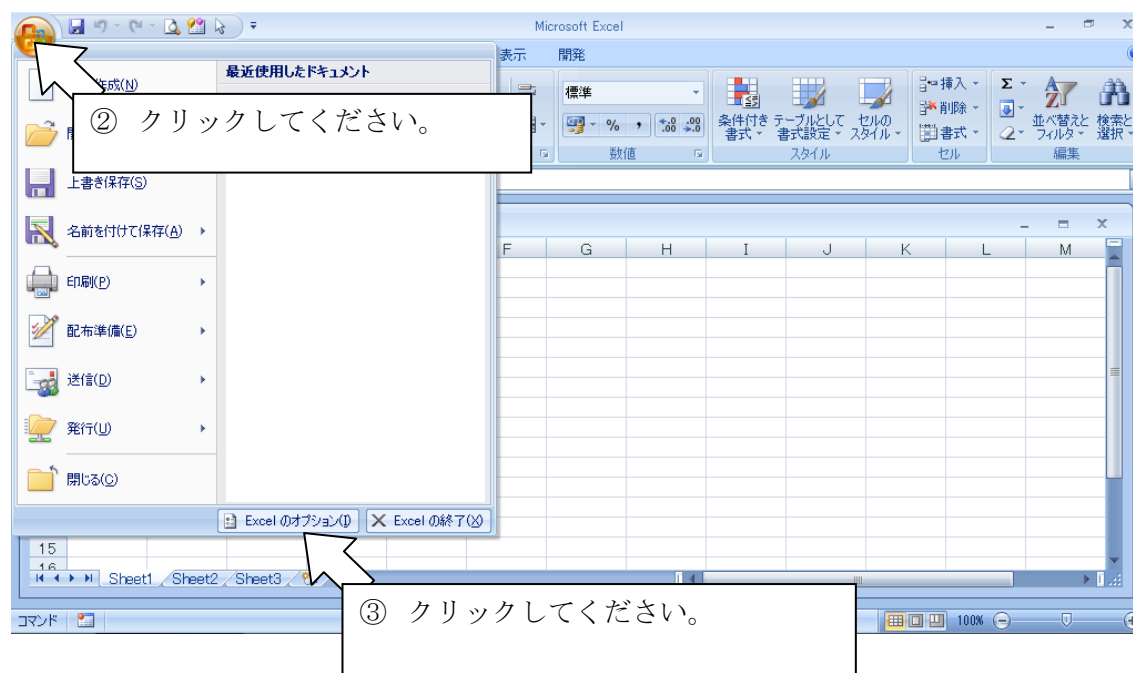 Microsoft Excel
表示 開発
最近使用したドキュメント
作成(N)
② クリックしてください。
標準
% , .0 .00 .00 .0
数値
条件付き 書式
テーブルとして 書式設定
セルの スタイル
スタイル
挿入
削除
書式
セル
Σ
並べ替えと フィルタ
検索と 選択
編集
上書き保存(S)
名前を付けて保存(A)
印刷(P)
配布準備(E)
送信(D)
発行(U)
閉じる(C)
Excel のオプション(I) Excel の終了(X)
F G H I J K L M
15
16
Sheet1 Sheet2 Sheet3
③ クリックしてください。
コマンド 100%